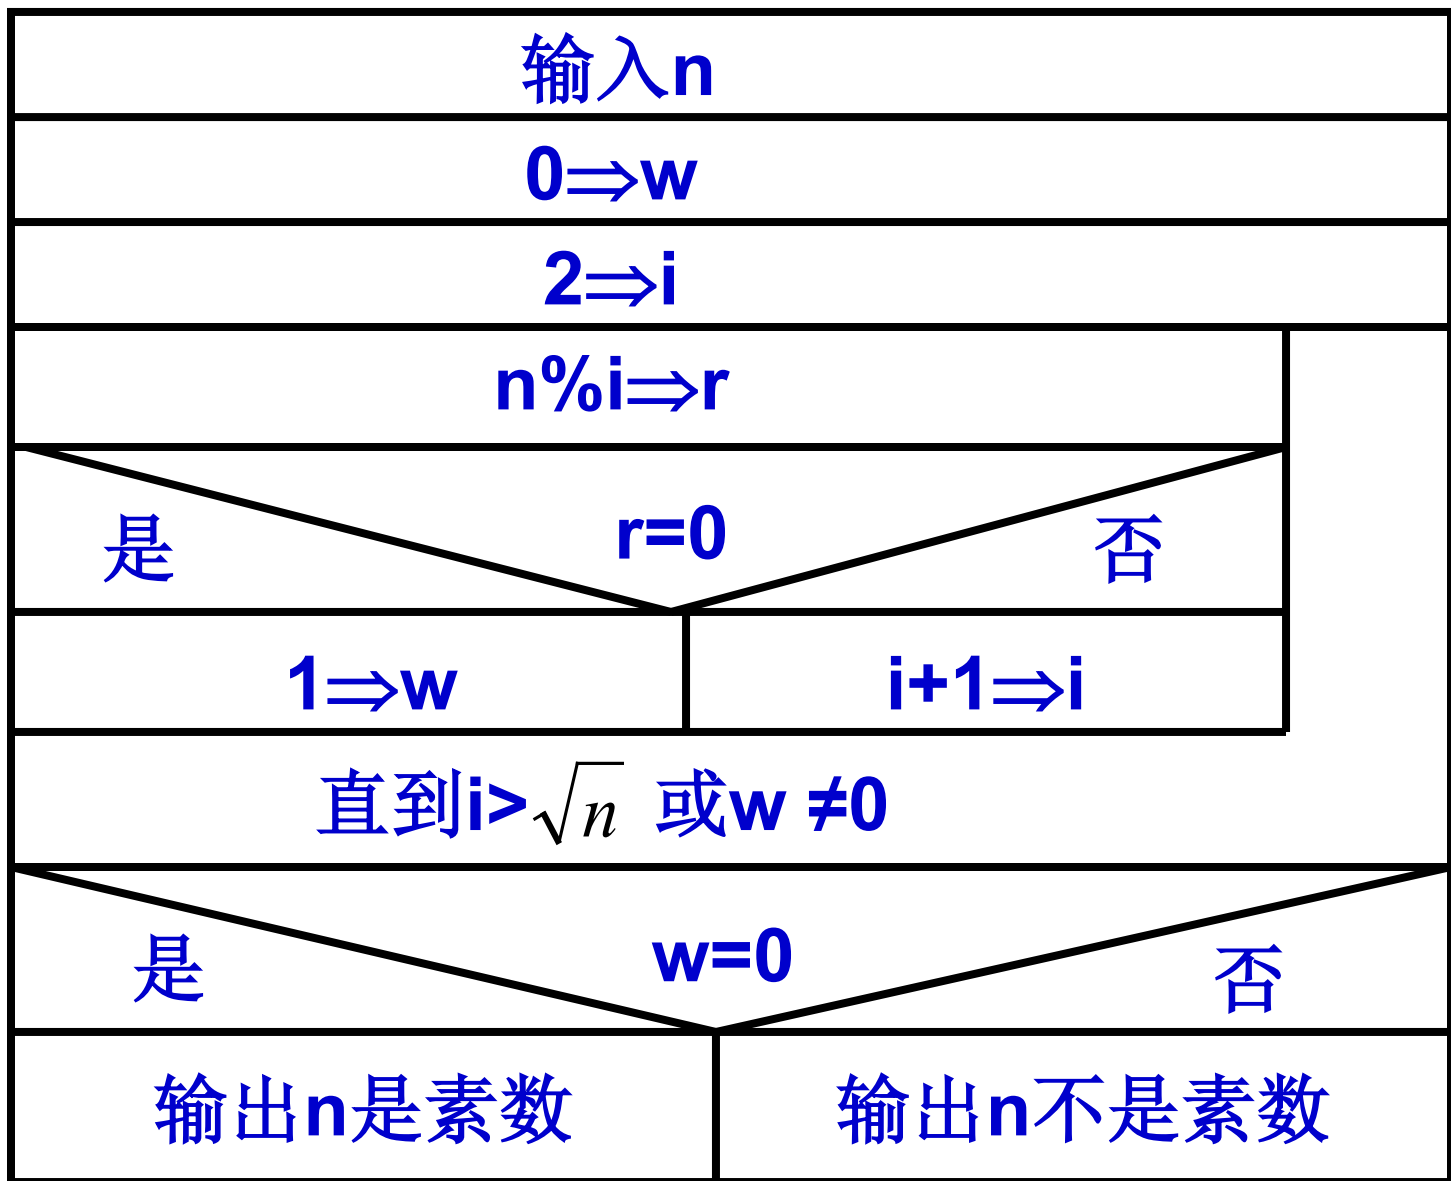 输入n
0⇒w
2⇒i
n%i⇒r
是 r=0 否
1⇒w i+1⇒i
直到i>√n 或w ≠0
是 w=0 否
输出n是素数 输出n不是素数